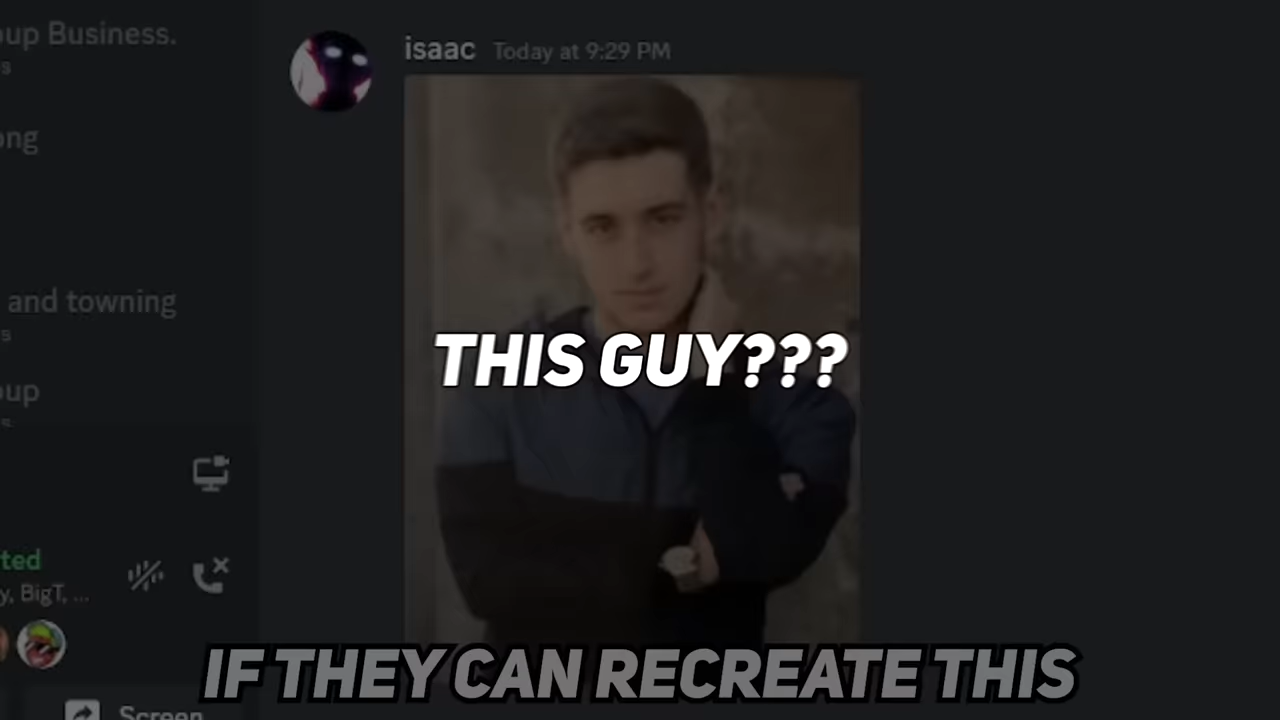 oup Business.
s
isaac Today at 9:29 PM
ong
and towning
s
THIS GUY???
oup
ted
y, BigT, ...
IF THEY CAN RECREATE THIS
Screen